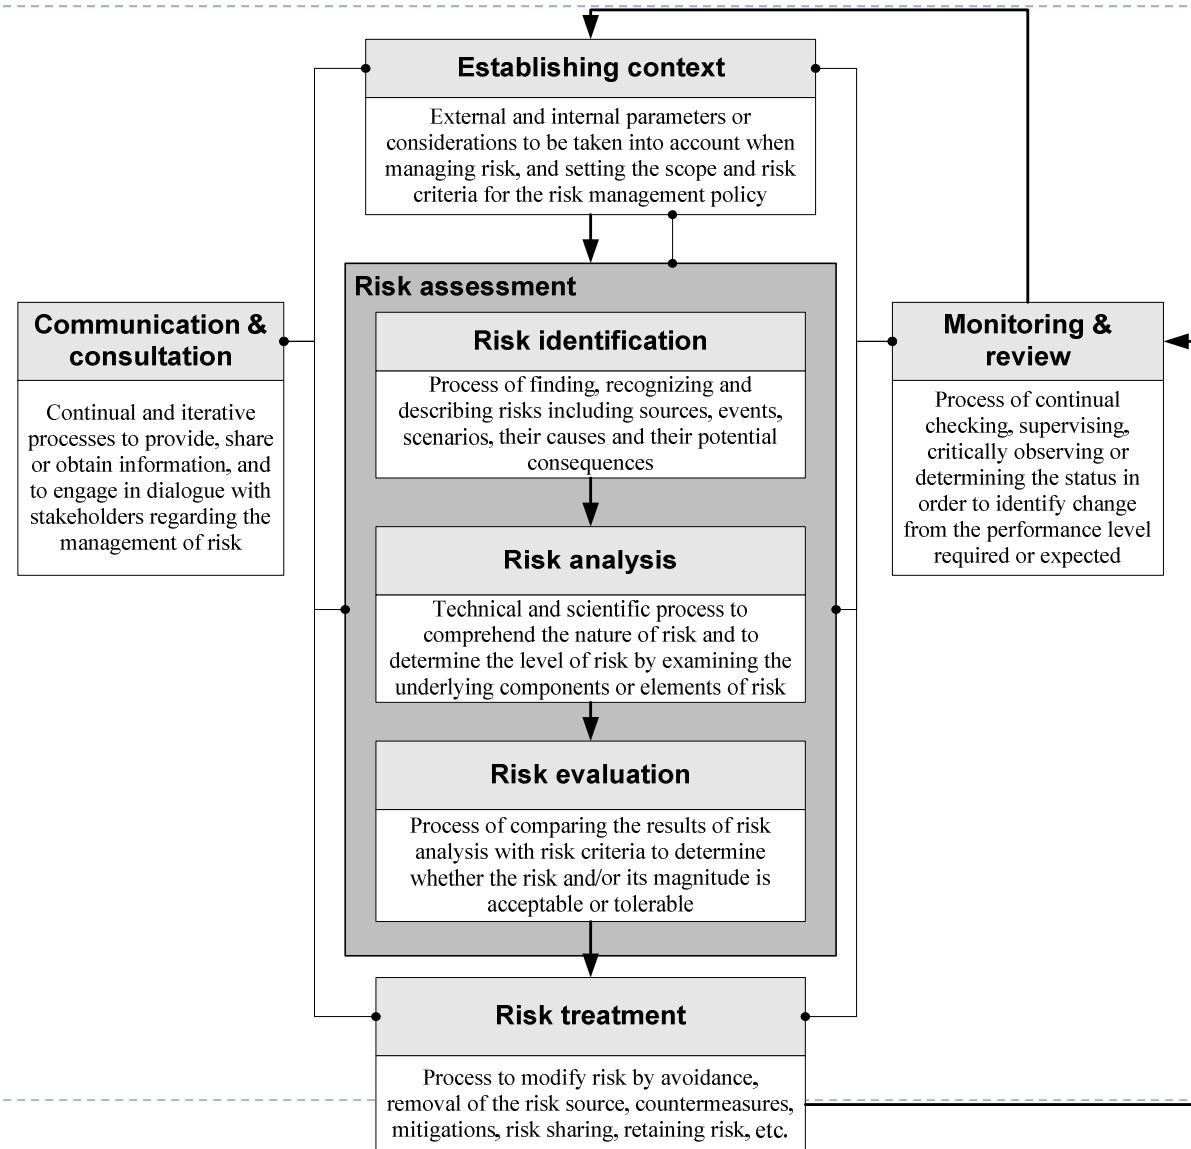 Establishing context
External and internal parameters or
considerations to be taken into account when
managing risk, and setting the scope and risk
criteria for the risk management policy
Risk assessment
Communication &
consultation
Continual and iterative
processes to provide, share
or obtain information, and
to engage in dialogue with
stakeholders regarding the
management of risk
Risk identification
Process of finding, recognizing and
describing risks including sources, events,
scenarios, their causes and their potential
consequences
Monitoring &
review
Process of continual
checking, supervising,
critically observing or
determining the status in
order to identify change
from the performance level
required or expected
Risk analysis
Technical and scientific process to
comprehend the nature of risk and to
determine the level of risk by examining the
underlying components or elements of risk
Risk evaluation
Process of comparing the results of risk
analysis with risk criteria to determine
whether the risk and/or its magnitude is
acceptable or tolerable
Risk treatment
Process to modify risk by avoidance,
removal of the risk source, countermeasures,
mitigations, risk sharing, retaining risk, etc.